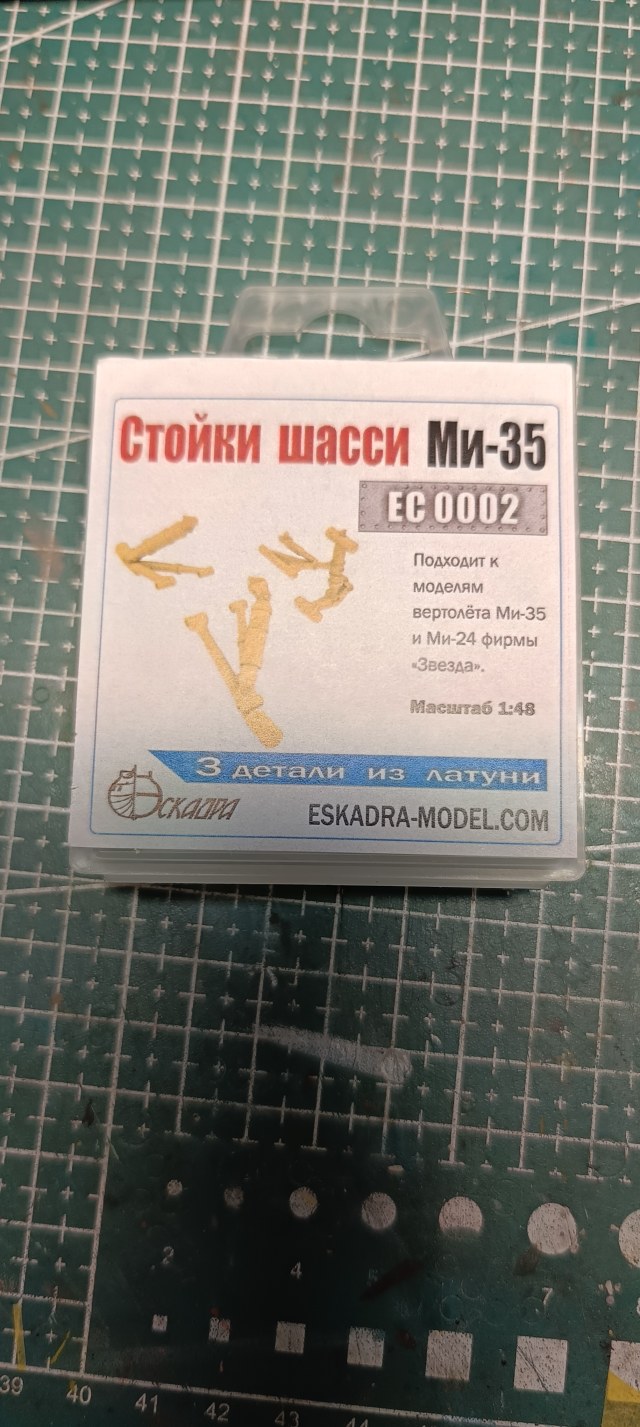 Стойки шасси Ми-35
ЕС 0002
Подходит к
моделям
вертолёта Ми-35
и Ми-24 фирмы
«Звезда».
Масштаб 1:48
3 детали из латуни
Эскадра
ESKADRA-MODEL.COM
2
4
7
39 40 41 42 43 44